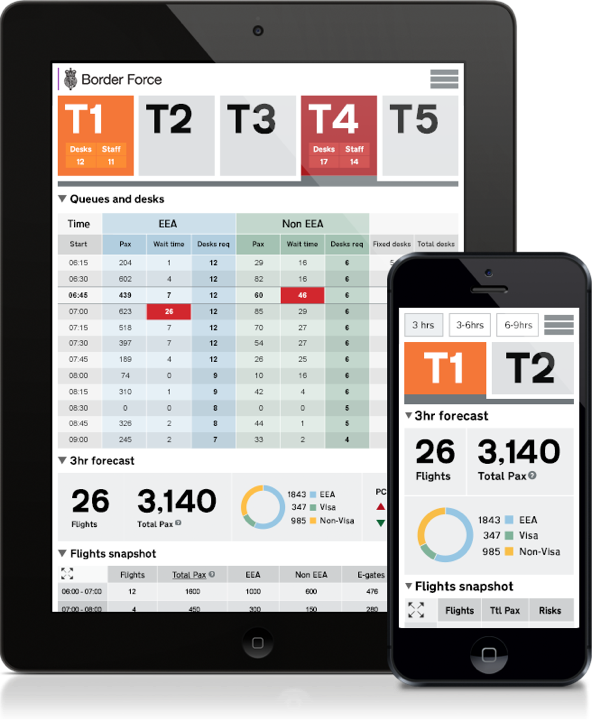 Border Force
T1 T2 T3 T4 T5
Desks Staff Desks Staff
12 11 17 14
Queues and desks
Time EEA Non EEA
Start Pax Wait time Desks req Pax Wait time Desks req Fixed desks Total desks
06:15 204 1 12 29 16 6
06:30 602 4 12 82 16 6
06:45 439 7 12 60 46 6
07:00 623 26 12 85 29 6
07:15 518 7 12 70 27 6
07:30 397 7 12 54 27 6
07:45 189 4 12 26 25 6
08:00 74 0 9 10 16 6
08:15 310 1 9 42 4 6
08:30 0 0 8 0 0 5
08:45 326 2 8 44 1 5
09:00 245 2 7 33 2 4
3hr forecast
26 3,140
Flights Total Pax ?
1843 EEA
347 Visa
985 Non-Visa
PC
Flights snapshot
Flights Total Pax ? EEA Non EEA E-gates
06:00 - 07:00 12 1600 1000 600 476
07:00 - 08:00 4 450 300 150 280
3 hrs 3-6hrs 6-9hrs
T1 T2
3hr forecast
26 3,140
Flights Total Pax ?
1843 EEA
347 Visa
985 Non-Visa
Flights snapshot
Flights Ttl Pax Risks